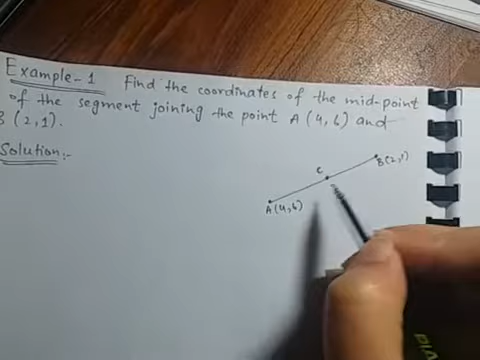 Example-1 Find the coordinates of the mid-point
of the segment joining the point A (4,6) and
B (2,1).
Solution:-
C
B(2,1)
A(4,6)